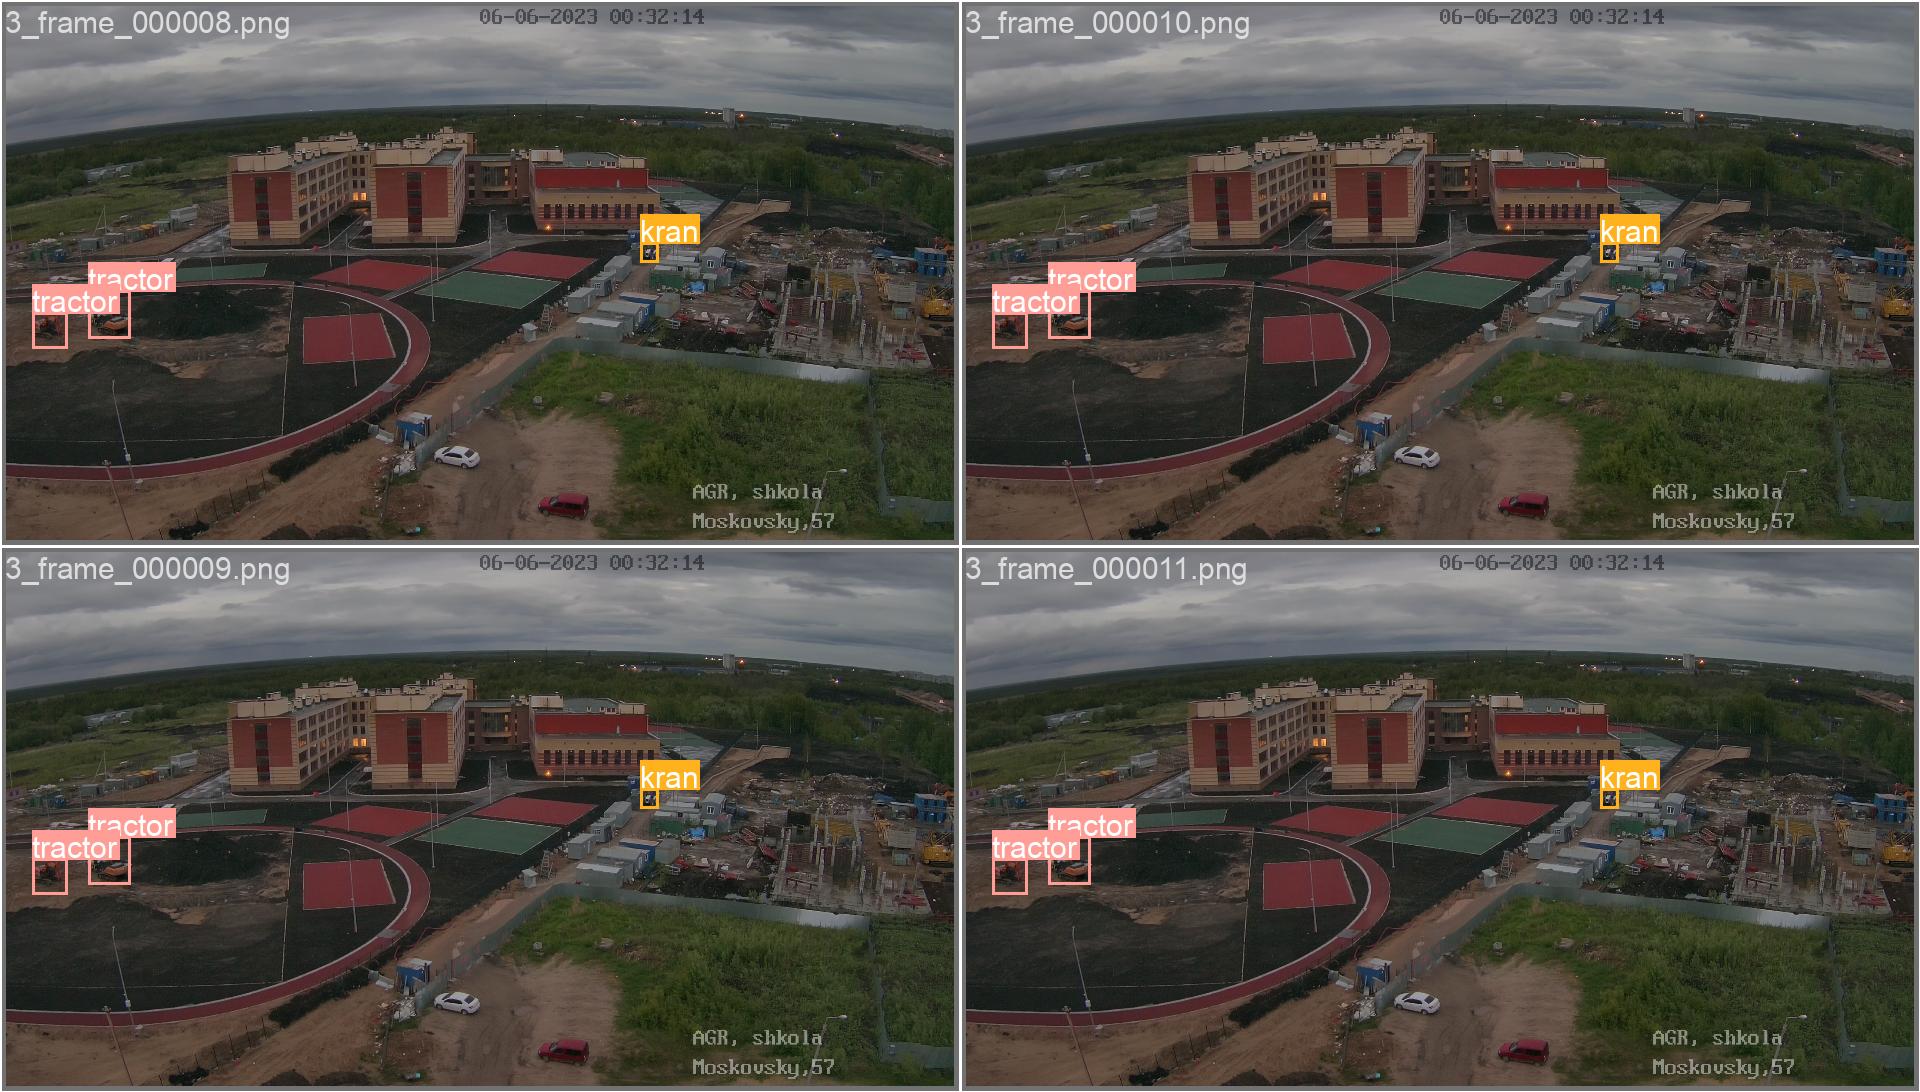 3_frame_000008.png
06-06-2023 00:32:14
kran
tractor
tractor
AGR, shkola
Moskovsky,57
3_frame_000010.png
06-06-2023 00:32:14
kran
tractor
tractor
AGR, shkola
Moskovsky,57
3_frame_000009.png
06-06-2023 00:32:14
kran
tractor
tractor
AGR, shkola
Moskovsky,57
3_frame_000011.png
06-06-2023 00:32:14
kran
tractor
tractor
AGR, shkola
Moskovsky,57